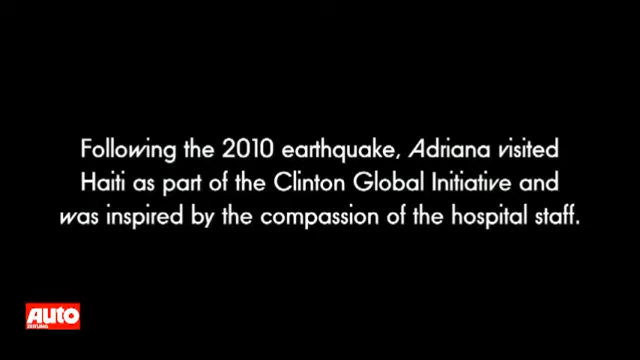 Following the 2010 earthquake, Adriana visited
Haiti as part of the Clinton Global Initiative and
was inspired by the compassion of the hospital staff.
AUTO
ZEITUNG